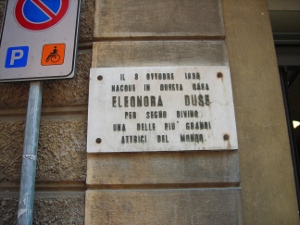 P
IL 3 OTTOBRE 1858
NACQUE IN QUESTA CASA
ELEONORA DUSE
PER SEGNO DIVINO
UNA DELLE PIU' GRANDI
ATTRICI DEL MONDO